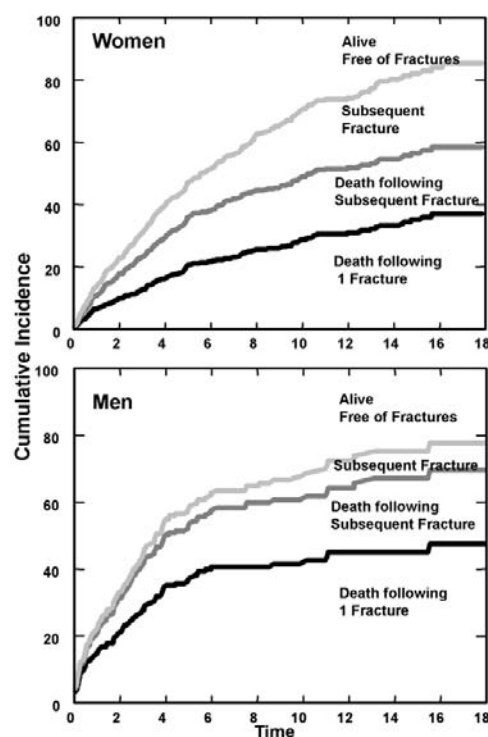 Women
Alive
Free of Fractures
Subsequent
Fracture
Death following
Subsequent Fracture
Death following
1 Fracture
100
80
60
40
20
0
0 2 4 6 8 10 12 14 16 18
Cumulative Incidence
Men
Alive
Free of Fractures
Subsequent Fracture
Death following
Subsequent Fracture
Death following
1 Fracture
80
60
40
20
0
0 2 4 6 8 10 12 14 16 18
Time